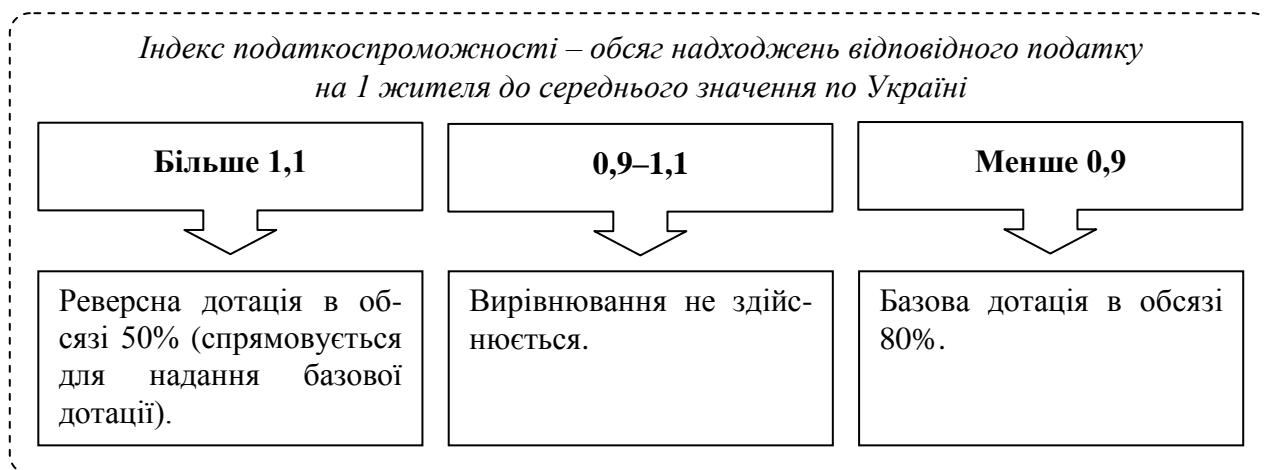 Індекс податкоспроможності – обсяг надходжень відповідного податку
на 1 жителя до середнього значення по Україні
Більше 1,1
0,9–1,1
Менше 0,9
Реверсна дотація в об-
сязі 50% (спрямовується
для надання базової
дотації).
Вирівнювання не здійс-
нюється.
Базова дотація в обсязі
80%.